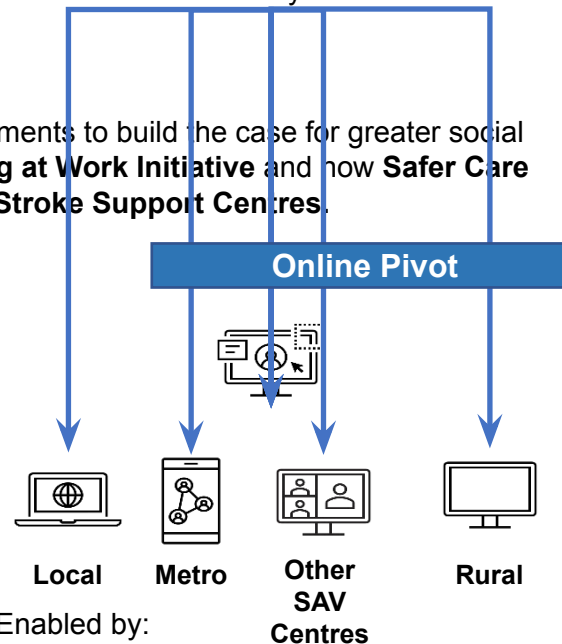 ments to build the case for greater social
g at Work Initiative and now Safer Care
Stroke Support Centres.
Online Pivot
Local
Metro
Other
SAV
Centres
Rural
Enabled by: